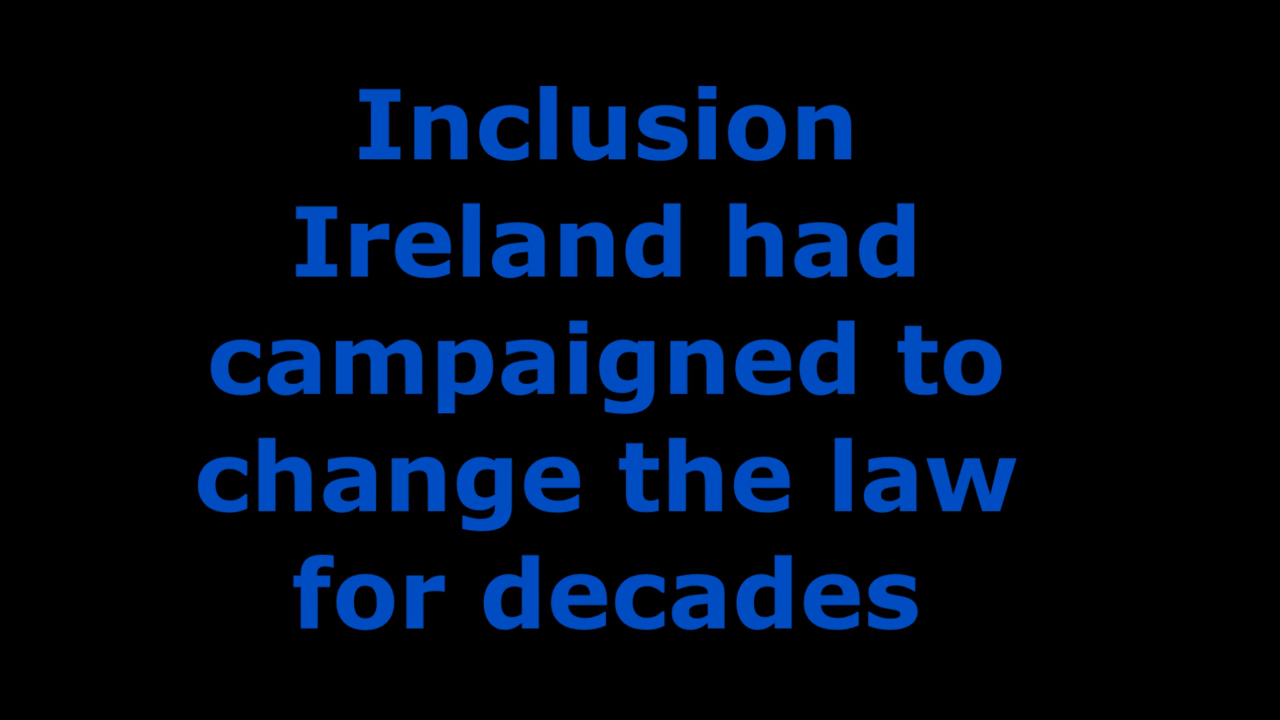 Inclusion
Ireland had
campaigned to
change the law
for decades